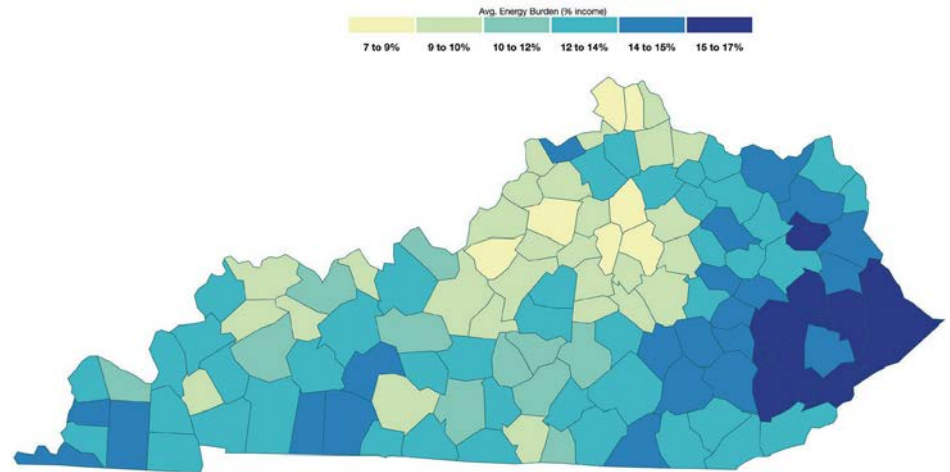 Avg. Energy Burden (% income)
7 to 9% 9 to 10% 10 to 12% 12 to 14% 14 to 15% 15 to 17%